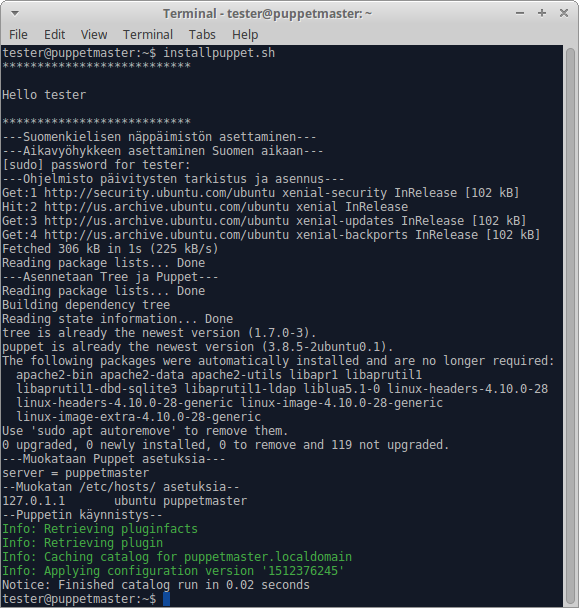 Terminal - tester@puppetmaster: ~
File Edit View Terminal Tabs Help
tester@puppetmaster:~$ installpuppet.sh
***************************
Hello tester
***************************
---Suomenkielisen näppäimistön asettaminen---
---Aikavyöhykkeen asettaminen Suomen aikaan---
[sudo] password for tester:
---Ohjelmisto päivitysten tarkistus ja asennus---
Get:1 http://security.ubuntu.com/ubuntu xenial-security InRelease [102 kB]
Hit:2 http://us.archive.ubuntu.com/ubuntu xenial InRelease
Get:3 http://us.archive.ubuntu.com/ubuntu xenial-updates InRelease [102 kB]
Get:4 http://us.archive.ubuntu.com/ubuntu xenial-backports InRelease [102 kB]
Fetched 306 kB in 1s (225 kB/s)
Reading package lists... Done
---Asennetaan Tree ja Puppet---
Reading package lists... Done
Building dependency tree
Reading state information... Done
tree is already the newest version (1.7.0-3).
puppet is already the newest version (3.8.5-2ubuntu0.1).
The following packages were automatically installed and are no longer required:
  apache2-bin apache2-data apache2-utils libapr1 libaprutil1
  libaprutil1-dbd-sqlite3 libaprutil1-ldap liblua5.1-0 linux-headers-4.10.0-28
  linux-headers-4.10.0-28-generic linux-image-4.10.0-28-generic
  linux-image-extra-4.10.0-28-generic
Use 'sudo apt autoremove' to remove them.
0 upgraded, 0 newly installed, 0 to remove and 119 not upgraded.
---Muokataan Puppet asetuksia---
server = puppetmaster
--Muokatan /etc/hosts/ asetuksia--
127.0.1.1       ubuntu puppetmaster
--Puppetin käynnistys--
Info: Retrieving pluginfacts
Info: Retrieving plugin
Info: Caching catalog for puppetmaster.localdomain
Info: Applying configuration version '1512376245'
Notice: Finished catalog run in 0.02 seconds
tester@puppetmaster:~$